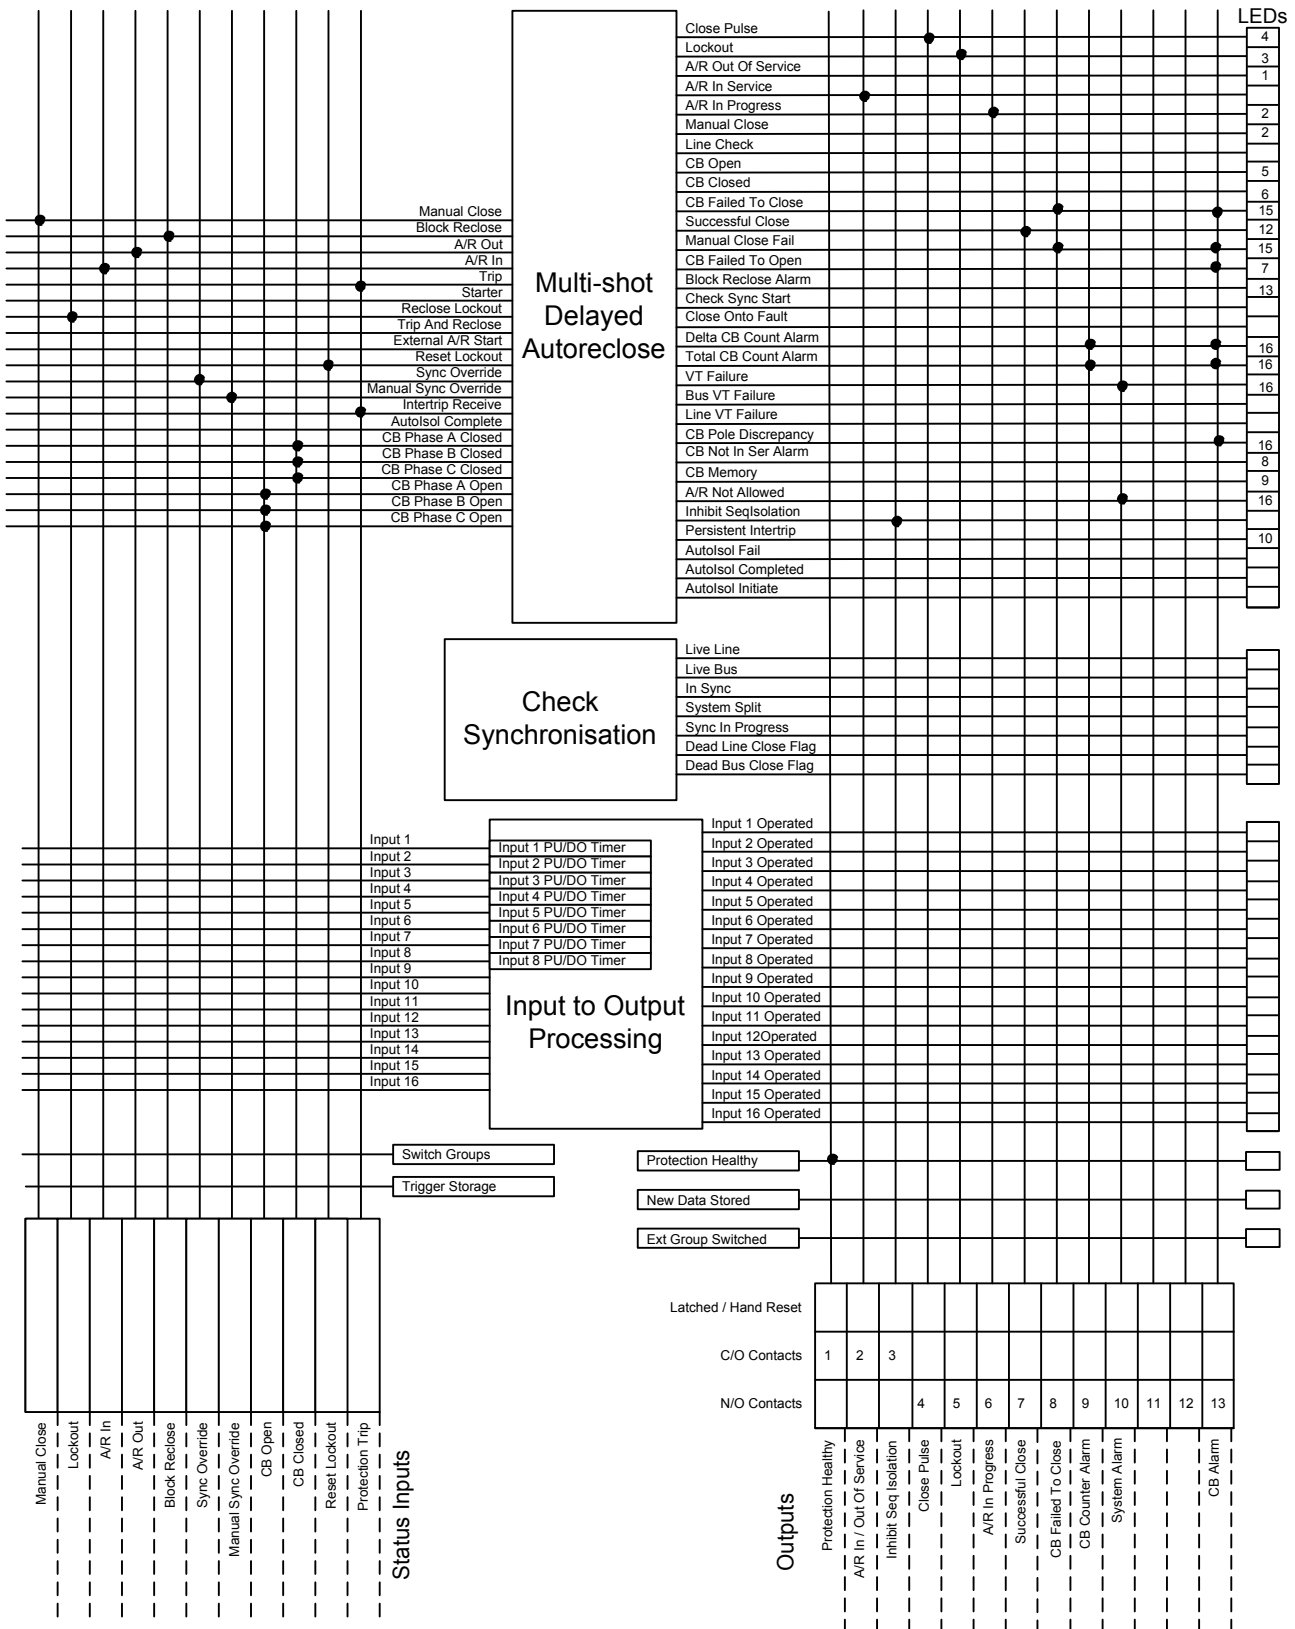 LEDs
Close Pulse
4
Lockout
3
A/R Out Of Service
1
A/R In Service
A/R In Progress
2
Manual Close
2
Line Check
CB Open
5
CB Closed
6
CB Failed To Close
15
Successful Close
12
Manual Close Fail
15
CB Failed To Open
7
Block Reclose Alarm
13
Check Sync Start
Close Onto Fault
Delta CB Count Alarm
16
Total CB Count Alarm
16
VT Failure
16
Bus VT Failure
Line VT Failure
CB Pole Discrepancy
16
CB Not In Ser Alarm
8
CB Memory
9
A/R Not Allowed
16
Inhibit SeqIsolation
Persistent Intertrip
10
AutoIsol Fail
AutoIsol Completed
AutoIsol Initiate
Manual Close
Block Reclose
A/R Out
A/R In
Trip
Starter
Reclose Lockout
Trip And Reclose
External A/R Start
Reset Lockout
Sync Override
Manual Sync Override
Intertrip Receive
AutoIsol Complete
CB Phase A Closed
CB Phase B Closed
CB Phase C Closed
CB Phase A Open
CB Phase B Open
CB Phase C Open
Multi-shot
Delayed
Autoreclose
Check
Synchronisation
Live Line
Live Bus
In Sync
System Split
Sync In Progress
Dead Line Close Flag
Dead Bus Close Flag
Input 1
Input 2
Input 3
Input 4
Input 5
Input 6
Input 7
Input 8
Input 9
Input 10
Input 11
Input 12
Input 13
Input 14
Input 15
Input 16
Input 1 PU/DO Timer
Input 2 PU/DO Timer
Input 3 PU/DO Timer
Input 4 PU/DO Timer
Input 5 PU/DO Timer
Input 6 PU/DO Timer
Input 7 PU/DO Timer
Input 8 PU/DO Timer
Input to Output
Processing
Input 1 Operated
Input 2 Operated
Input 3 Operated
Input 4 Operated
Input 5 Operated
Input 6 Operated
Input 7 Operated
Input 8 Operated
Input 9 Operated
Input 10 Operated
Input 11 Operated
Input 12Operated
Input 13 Operated
Input 14 Operated
Input 15 Operated
Input 16 Operated
Switch Groups
Trigger Storage
Protection Healthy
New Data Stored
Ext Group Switched
Latched / Hand Reset
C/O Contacts
1 2 3
N/O Contacts
4 5 6 7 8 9 10 11 12 13
Manual Close
Lockout
A/R In
A/R Out
Block Reclose
Sync Override
Manual Sync Override
CB Open
CB Closed
Reset Lockout
Protection Trip
Status Inputs
Outputs
Protection Healthy
A/R In / Out Of Service
Inhibit Seq Isolation
Close Pulse
Lockout
A/R In Progress
Successful Close
CB Failed To Close
CB Counter Alarm
System Alarm
CB Alarm